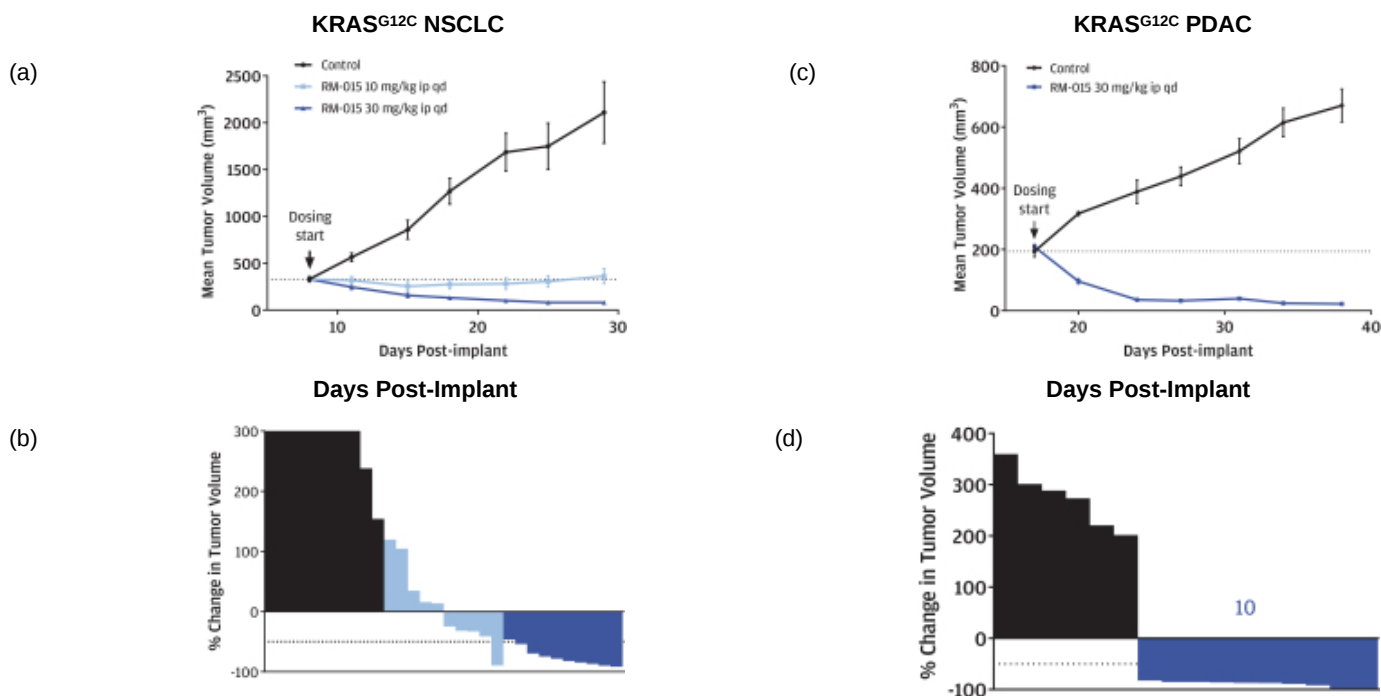 KRASG12C NSCLC
(a)
Control
RM-015 10 mg/kg ip qd
RM-015 30 mg/kg ip qd
Mean Tumor Volume (mm3)
2500
2000
1500
1000
500
0
Dosing
start
10
20
30
Days Post-implant
Days Post-Implant
(b)
% Change in Tumor Volume
300
200
100
0
-100
KRASG12C PDAC
(c)
Control
RM-015 30 mg/kg ip qd
Mean Tumor Volume (mm3)
800
600
400
200
0
Dosing
start
20
30
40
Days Post-implant
Days Post-Implant
(d)
% Change in Tumor Volume
400
300
200
100
0
-100
10